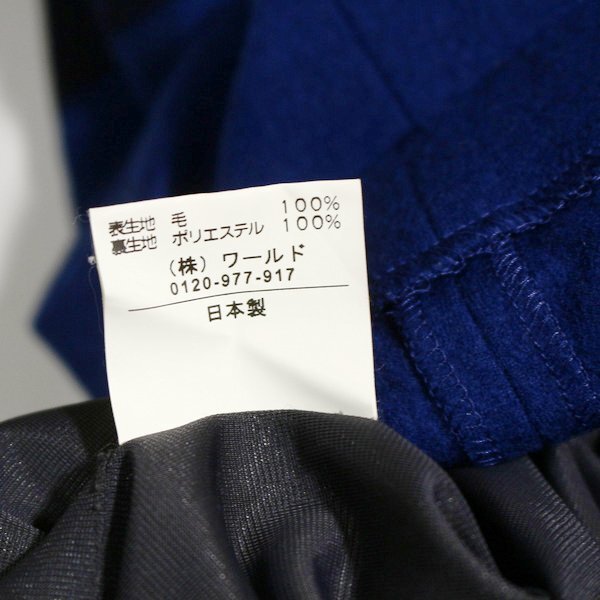 表生地 毛 100%
裏生地 ポリエステル 100%
(株) ワールド
0120-977-917
日本製